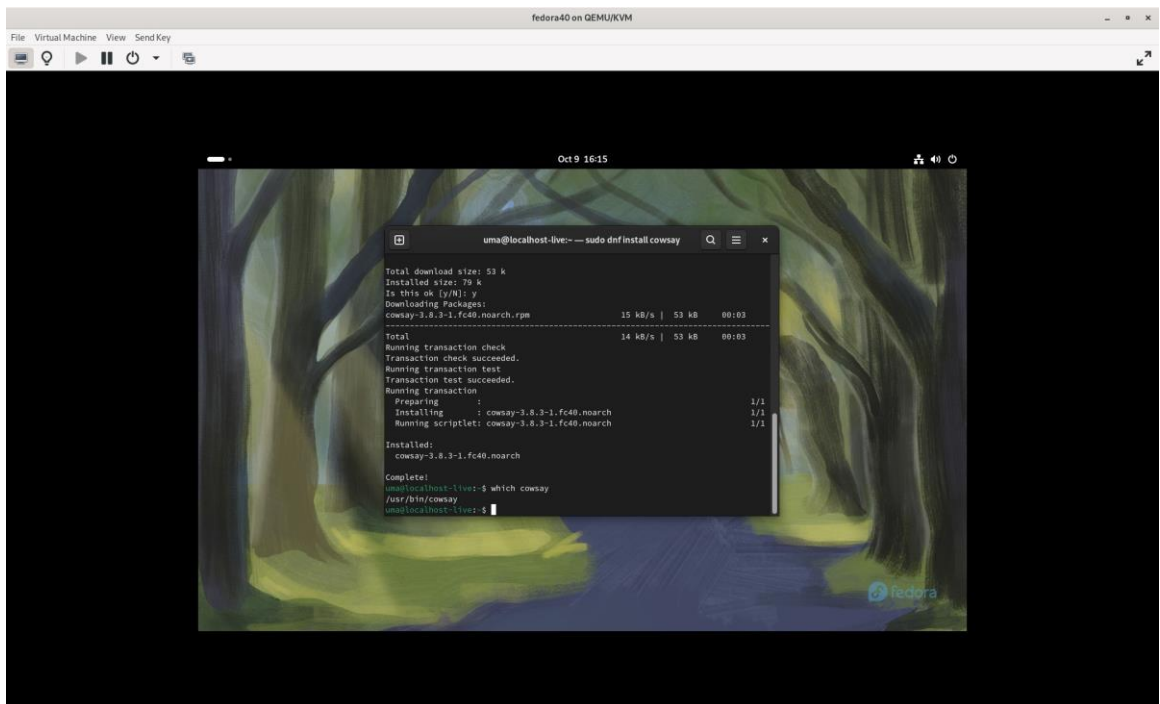 fedora40 on QEMU/KVM
File Virtual Machine View Send Key
Oct 9 16:15
uma@localhost-live:~ — sudo dnf install cowsay
Total download size: 53 k
Installed size: 79 k
Is this ok [y/N]: y
Downloading Packages:
cowsay-3.8.3-1.fc40.noarch.rpm 15 kB/s | 53 kB 00:03
--------------------------------------------------------------------------------
Total 14 kB/s | 53 kB 00:03
Running transaction check
Transaction check succeeded.
Running transaction test
Transaction test succeeded.
Running transaction
Preparing : 1/1
Installing : cowsay-3.8.3-1.fc40.noarch 1/1
Running scriptlet: cowsay-3.8.3-1.fc40.noarch 1/1
Installed:
cowsay-3.8.3-1.fc40.noarch
Complete!
uma@localhost-live:~$ which cowsay
/usr/bin/cowsay
uma@localhost-live:~$
fedora